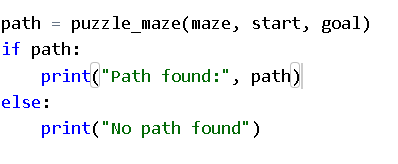 path = puzzle_maze(maze, start, goal)
if path:
    print("Path found:", path)
else:
    print("No path found")